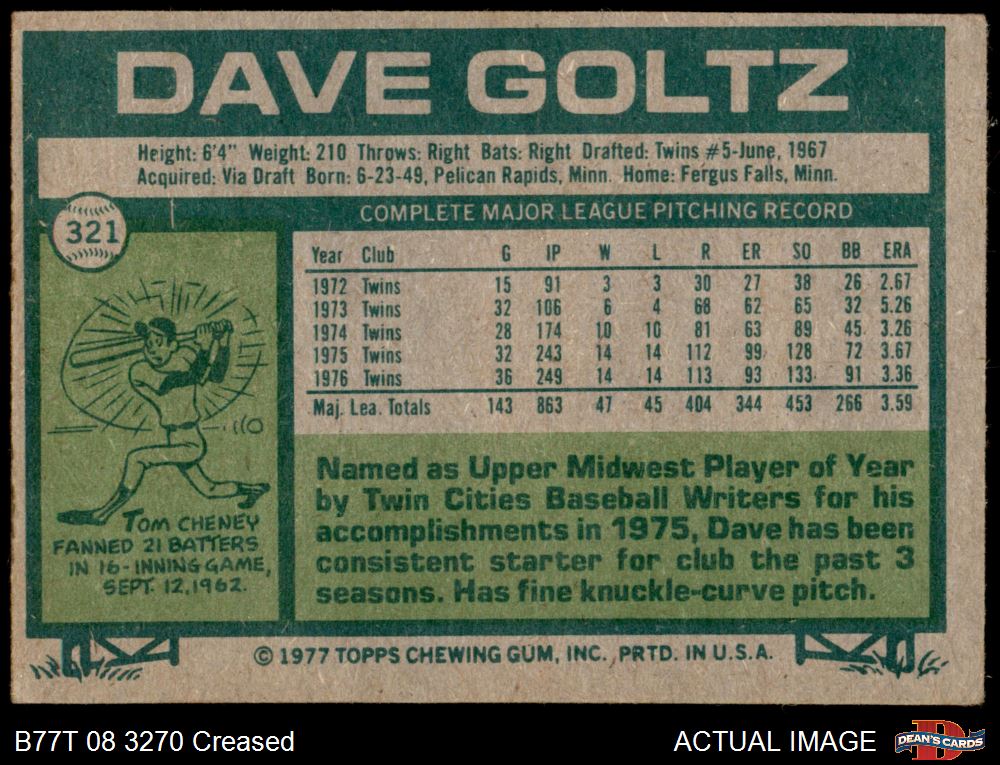 DAVE GOLTZ
Height: 6'4" Weight: 210 Throws: Right Bats: Right Drafted: Twins #5-June, 1967
Acquired: Via Draft Born: 6-23-49, Pelican Rapids, Minn. Home: Fergus Falls, Minn.
321
COMPLETE MAJOR LEAGUE PITCHING RECORD
Year Club G IP W L R ER SO BB ERA
1972 Twins 15 91 3 3 30 27 38 26 2.67
1973 Twins 32 106 6 4 68 62 65 32 5.26
1974 Twins 28 174 10 10 81 63 89 45 3.26
1975 Twins 32 243 14 14 112 99 128 72 3.67
1976 Twins 36 249 14 14 113 93 133 91 3.36
Maj. Lea. Totals 143 863 47 45 404 344 453 266 3.59
TOM CHENEY
FANNED 21 BATTERS
IN 16-INNING GAME,
SEPT. 12, 1962.
Named as Upper Midwest Player of Year
by Twin Cities Baseball Writers for his
accomplishments in 1975, Dave has been
consistent starter for club the past 3
seasons. Has fine knuckle-curve pitch.
© 1977 TOPPS CHEWING GUM, INC. PRTD. IN U.S.A.
B77T 08 3270 Creased
ACTUAL IMAGE
DEAN'S CARDS